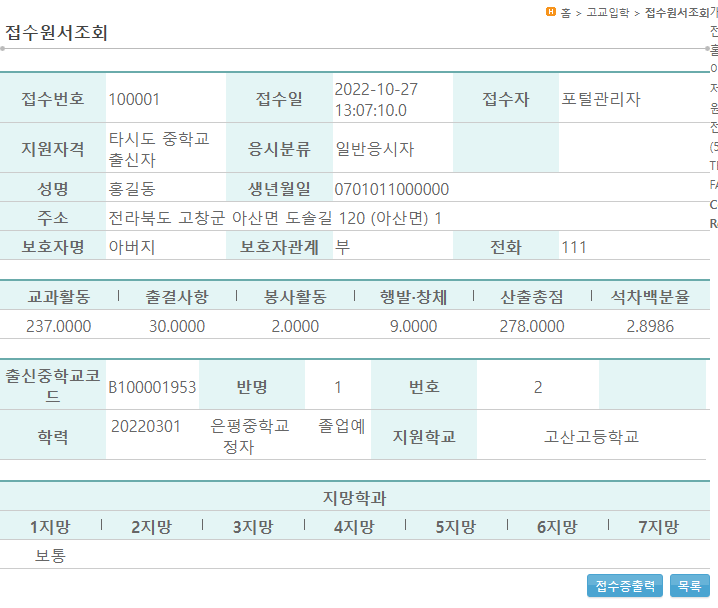 홈 > 고교입학 > 접수원서조회
접수원서조회
접수번호 100001 접수일 2022-10-27 13:07:10.0 접수자 포털관리자
지원자격 타시도 중학교 출신자 응시분류 일반응시자
성명 홍길동 생년월일 0701011000000
주소 전라북도 고창군 아산면 도솔길 120 (아산면) 1
보호자명 아버지 보호자관계 부 전화 111
교과활동 출결사항 봉사활동 행발·창체 산출총점 석차백분율
237.0000 30.0000 2.0000 9.0000 278.0000 2.8986
출신중학교코드 B100001953 반명 1 번호 2
학력 20220301 은평중학교 졸업예정자 지원학교 고산고등학교
지망학과
1지망 2지망 3지망 4지망 5지망 6지망 7지망
보통
접수증출력 목록